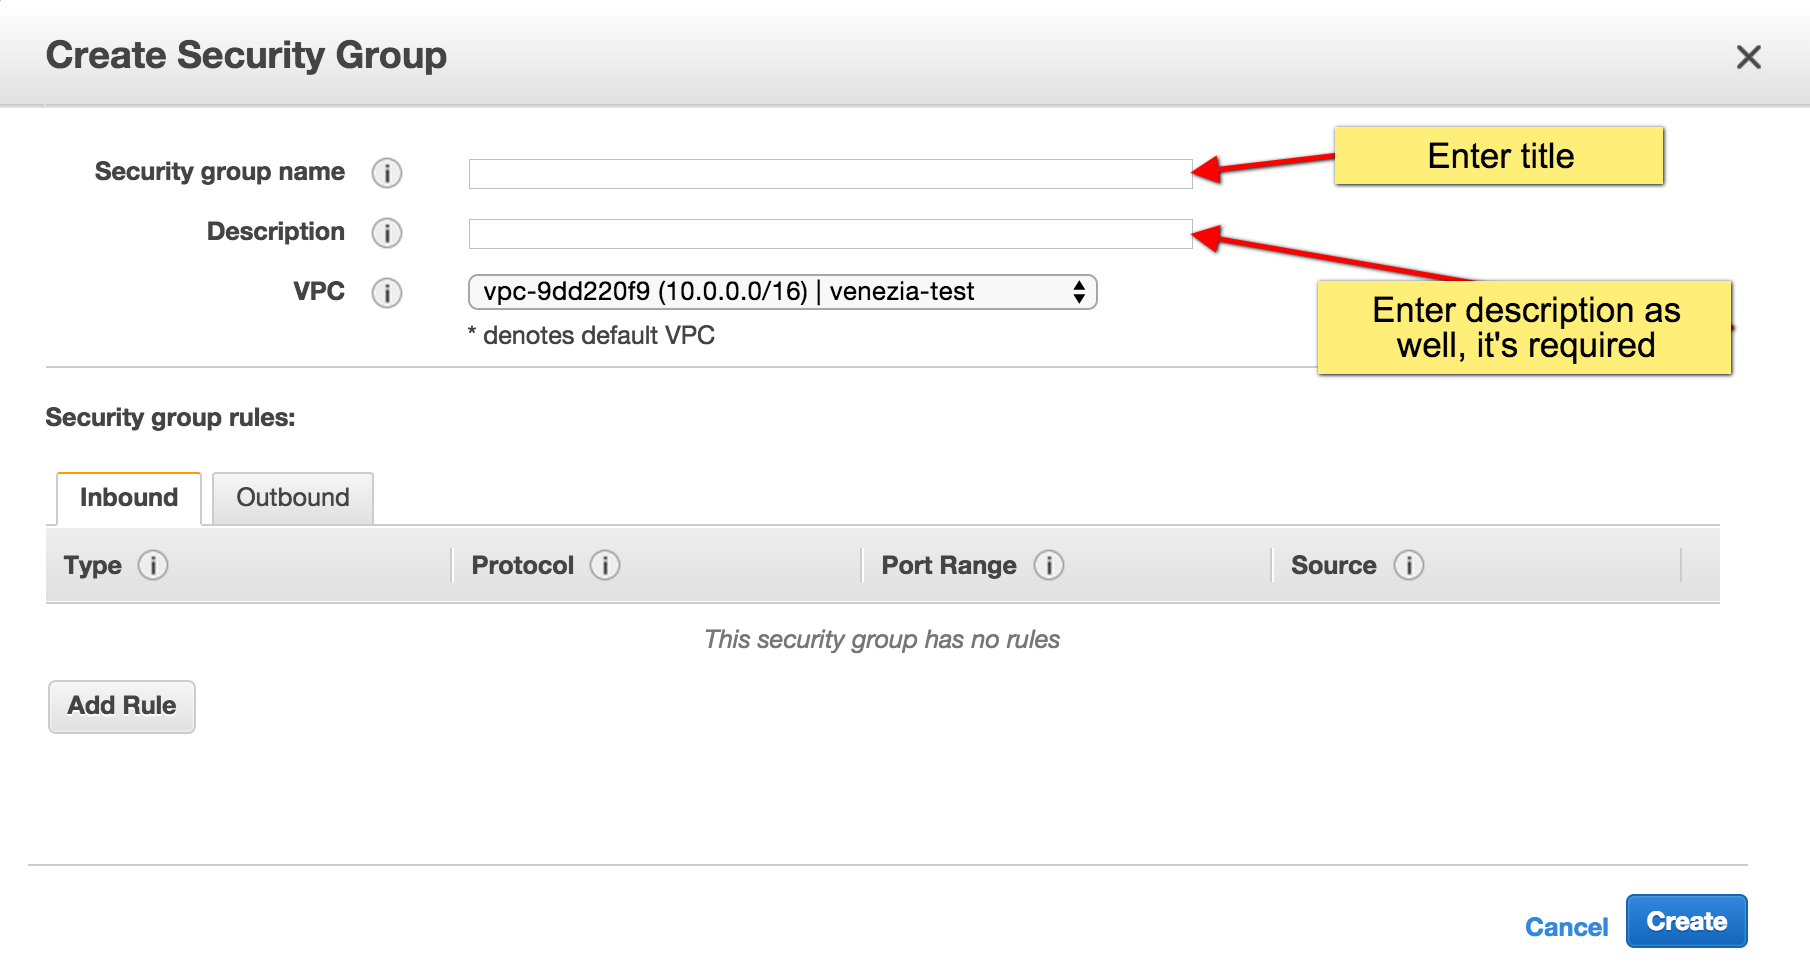 Create Security Group
Security group name
Enter title
Description
VPC
vpc-9dd220f9 (10.0.0.0/16) | venezia-test
* denotes default VPC
Enter description as
well, it's required
Security group rules:
Inbound Outbound
Type Protocol Port Range Source
This security group has no rules
Add Rule
Cancel Create